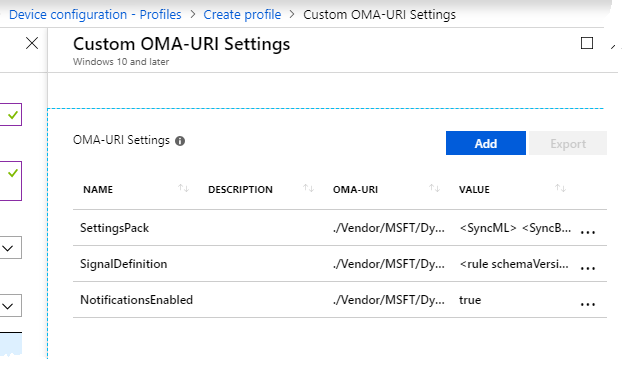 Device configuration - Profiles > Create profile > Custom OMA-URI Settings
Custom OMA-URI Settings
Windows 10 and later
OMA-URI Settings
Add
Export
NAME DESCRIPTION OMA-URI VALUE
SettingsPack ./Vendor/MSFT/Dy... <SyncML> <SyncB... ...
SignalDefinition ./Vendor/MSFT/Dy... <rule schemaVersi... ...
NotificationsEnabled ./Vendor/MSFT/Dy... true ...